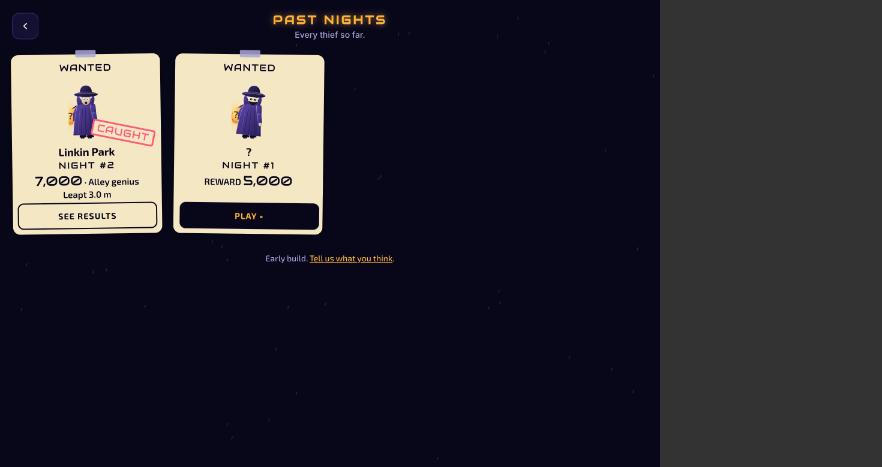 PAST NIGHTS
Every thief so far.
WANTED
?
CAUGHT
Linkin Park
NIGHT #2
7,000 · Alley genius
Leapt 3.0 m
SEE RESULTS
WANTED
?
?
NIGHT #1
REWARD 5,000
PLAY
Early build. Tell us what you think.